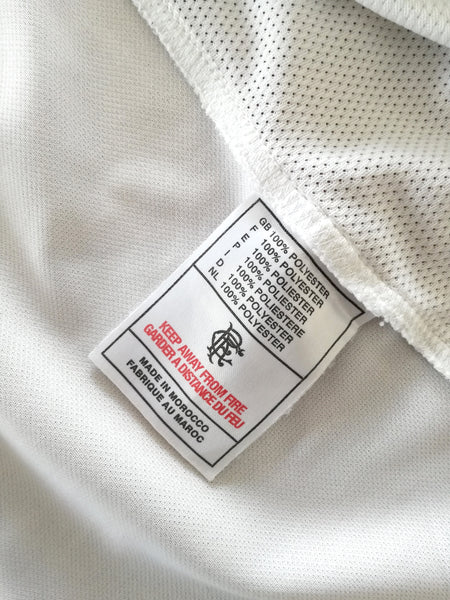 GB 100% POLYESTER
F 100% POLYESTER
E 100% POLIESTER
P 100% POLIESTER
I 100% POLIESTERE
D 100% POLYESTER
NL 100% POLYESTER
RFC
KEEP AWAY FROM FIRE
GARDER A DISTANCE DU FEU
MADE IN MOROCCO
FABRIQUE AU MAROC